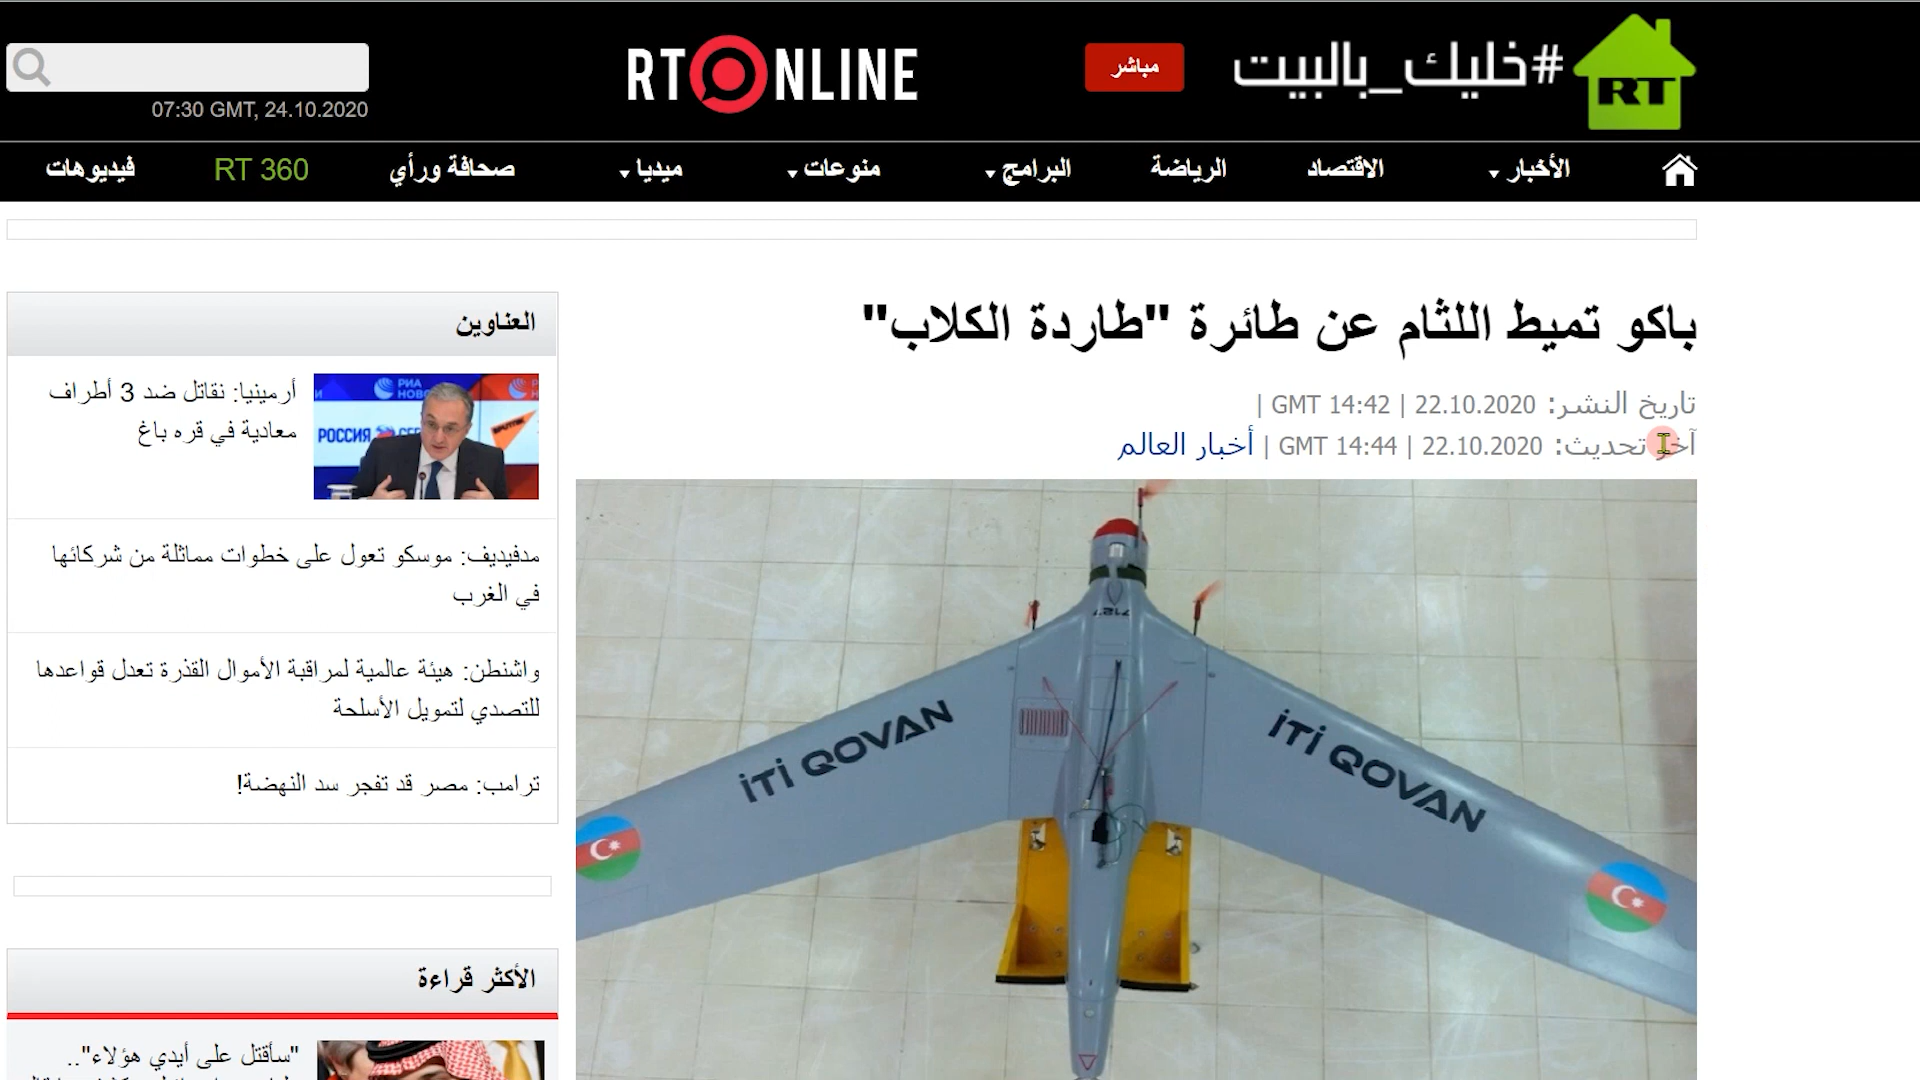 #خليك_بالبيت
RT
مباشر
RTONLINE
07:30 GMT, 24.10.2020
الأخبار
الاقتصاد
الرياضة
البرامج
منوعات
ميديا
صحافة ورأي
RT 360
فيديوهات
باكو تميط اللثام عن طائرة "طاردة الكلاب"
تاريخ النشر: 22.10.2020 | 14:42 GMT |
آخر تحديث: 22.10.2020 | 14:44 GMT | أخبار العالم
İTİ QOVAN
İTİ QOVAN
العناوين
أرمينيا: نقاتل ضد 3 أطراف
معادية في قره باغ
РИА
НОВО
РОССИЯ
SPUTNIK
مدفيديف: موسكو تعول على خطوات مماثلة من شركائها
في الغرب
واشنطن: هيئة عالمية لمراقبة الأموال القذرة تعدل قواعدها
للتصدي لتمويل الأسلحة
ترامب: مصر قد تفجر سد النهضة!
الأكثر قراءة
"سأقتل على أيدي هؤلاء"..